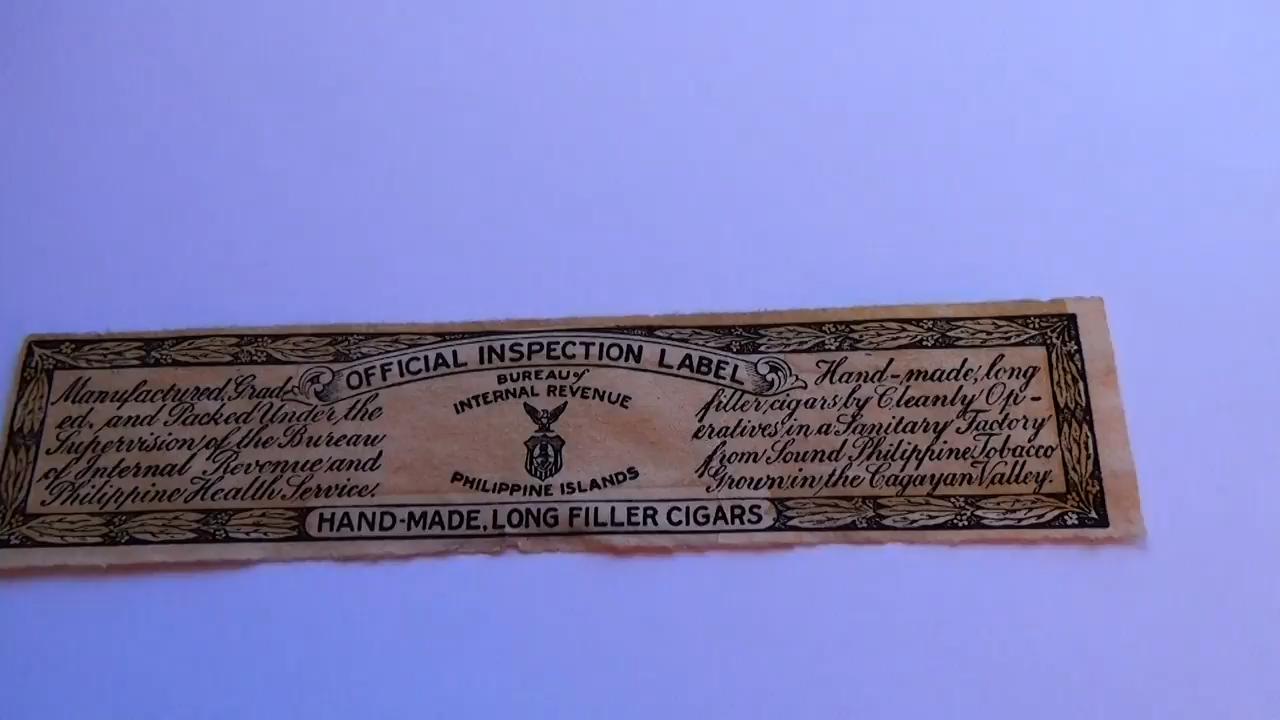 OFFICIAL INSPECTION LABEL
Manufactured, Grad-
ed, and Packed Under the
Supervision of the Bureau
of Internal Revenue and
Philippine Health Service.
BUREAU of
INTERNAL REVENUE
PHILIPPINE ISLANDS
Hand-made, long
filler cigars by Cleanly Op-
eratives in a Sanitary Factory
from Sound Philippine Tobacco
Grown in the Cagayan Valley.
HAND-MADE, LONG FILLER CIGARS